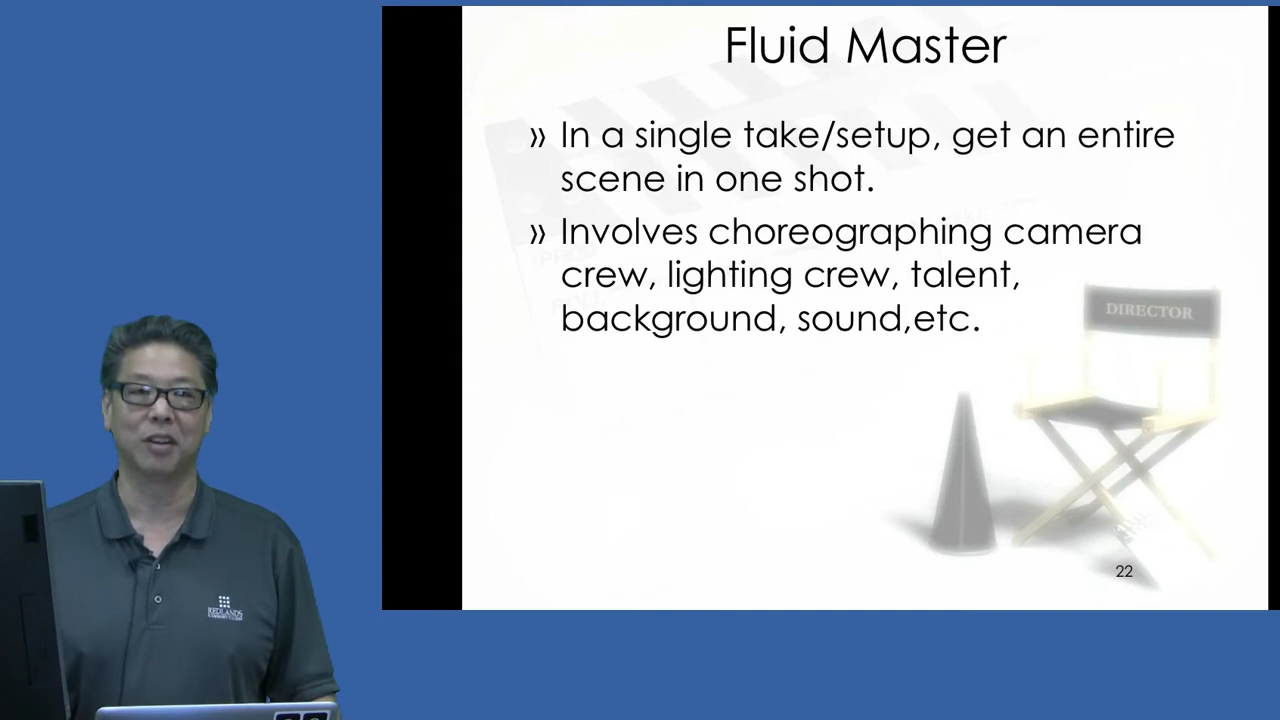 Fluid Master
» In a single take/setup, get an entire
scene in one shot.
» Involves choreographing camera
crew, lighting crew, talent,
background, sound,etc.
DIRECTOR
22
REDLANDS